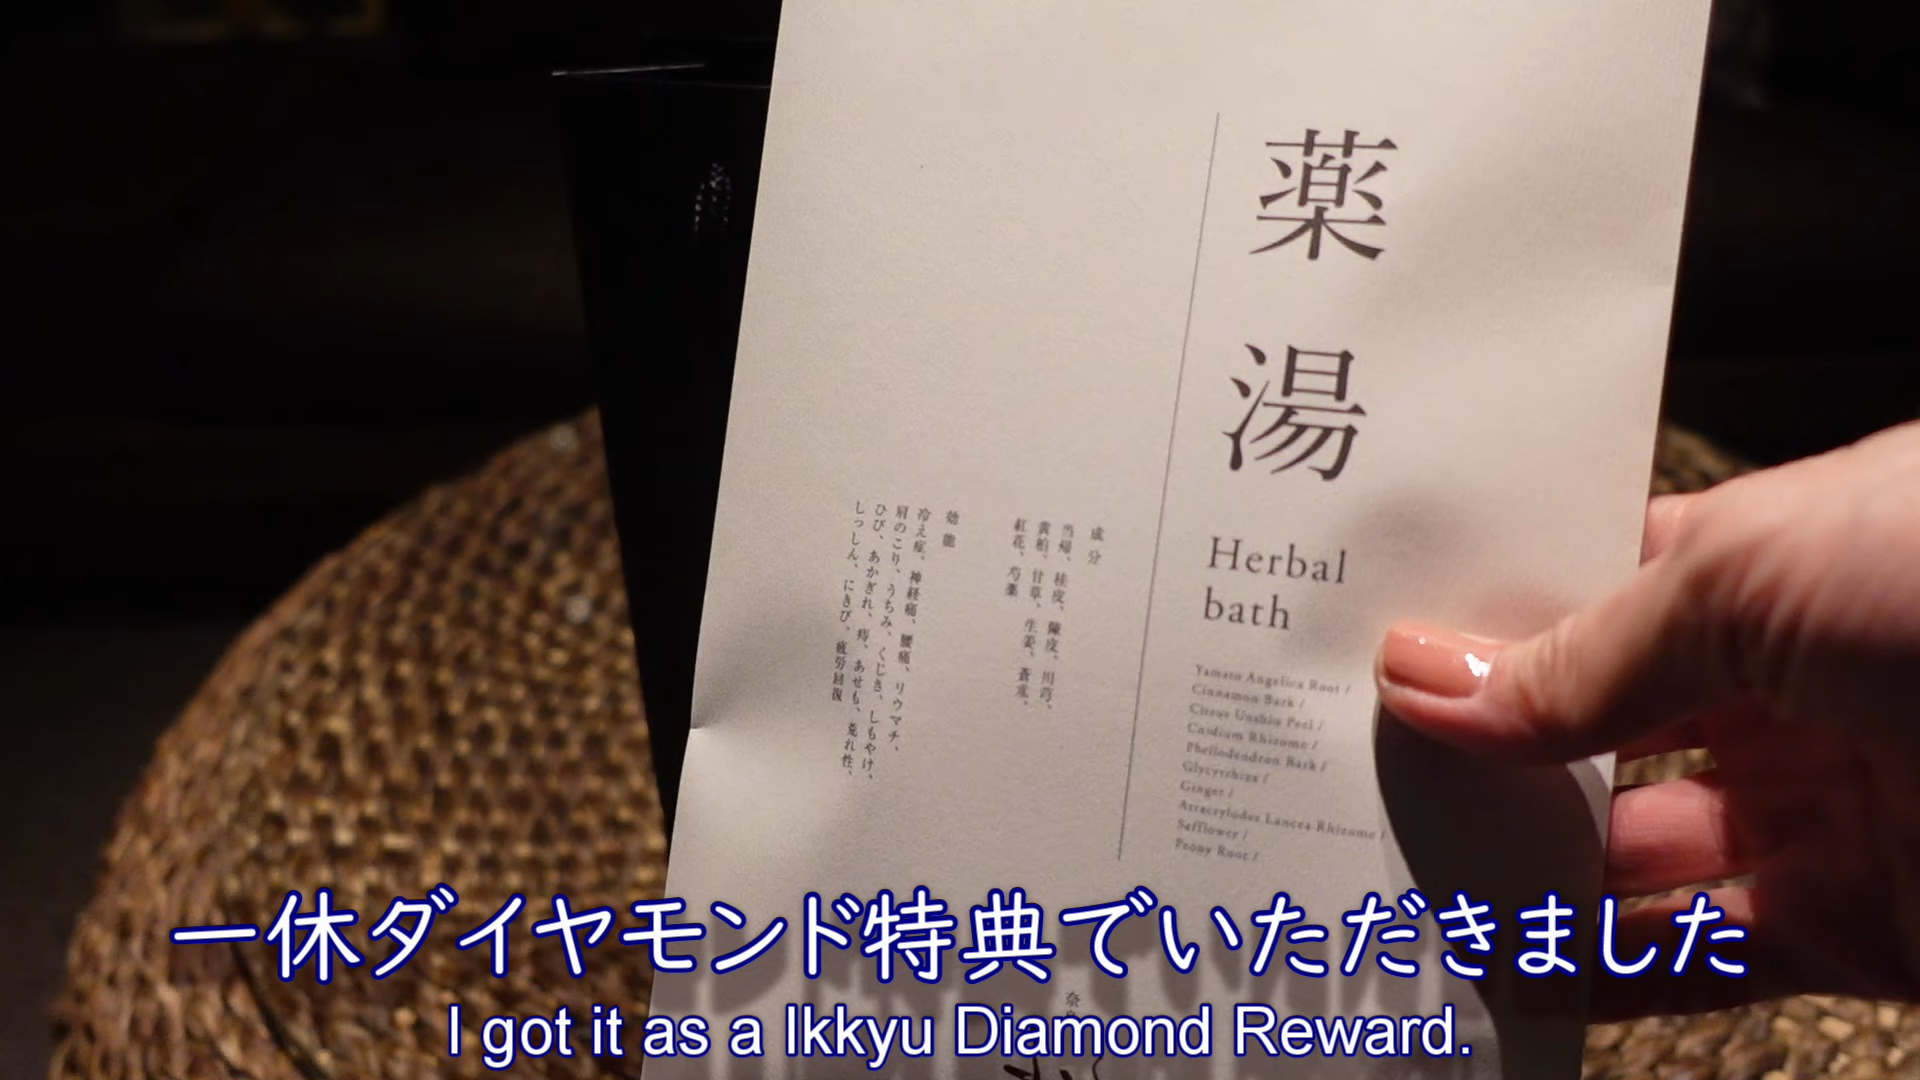 薬湯
Herbal
bath
Yamato Angelica Root /
Cinnamon Bark /
Citrus Unshiu Peel /
Cnidium Rhizome /
Phellodendron Bark /
Glycyrrhiza /
Ginger /
Atractylodes Lancea Rhizome /
Safflower /
Peony Root /
成分
当帰、桂皮、陳皮、川芎、
黄柏、甘草、生姜、蒼朮、
紅花、芍薬
効能
冷え症、神経痛、腰痛、リウマチ、
肩のこり、うちみ、くじき、しもやけ、
ひび、あかぎれ、痔、あせも、荒れ性、
しっしん、にきび、疲労回復
一休ダイヤモンド特典でいただきました
I got it as a Ikkyu Diamond Reward.